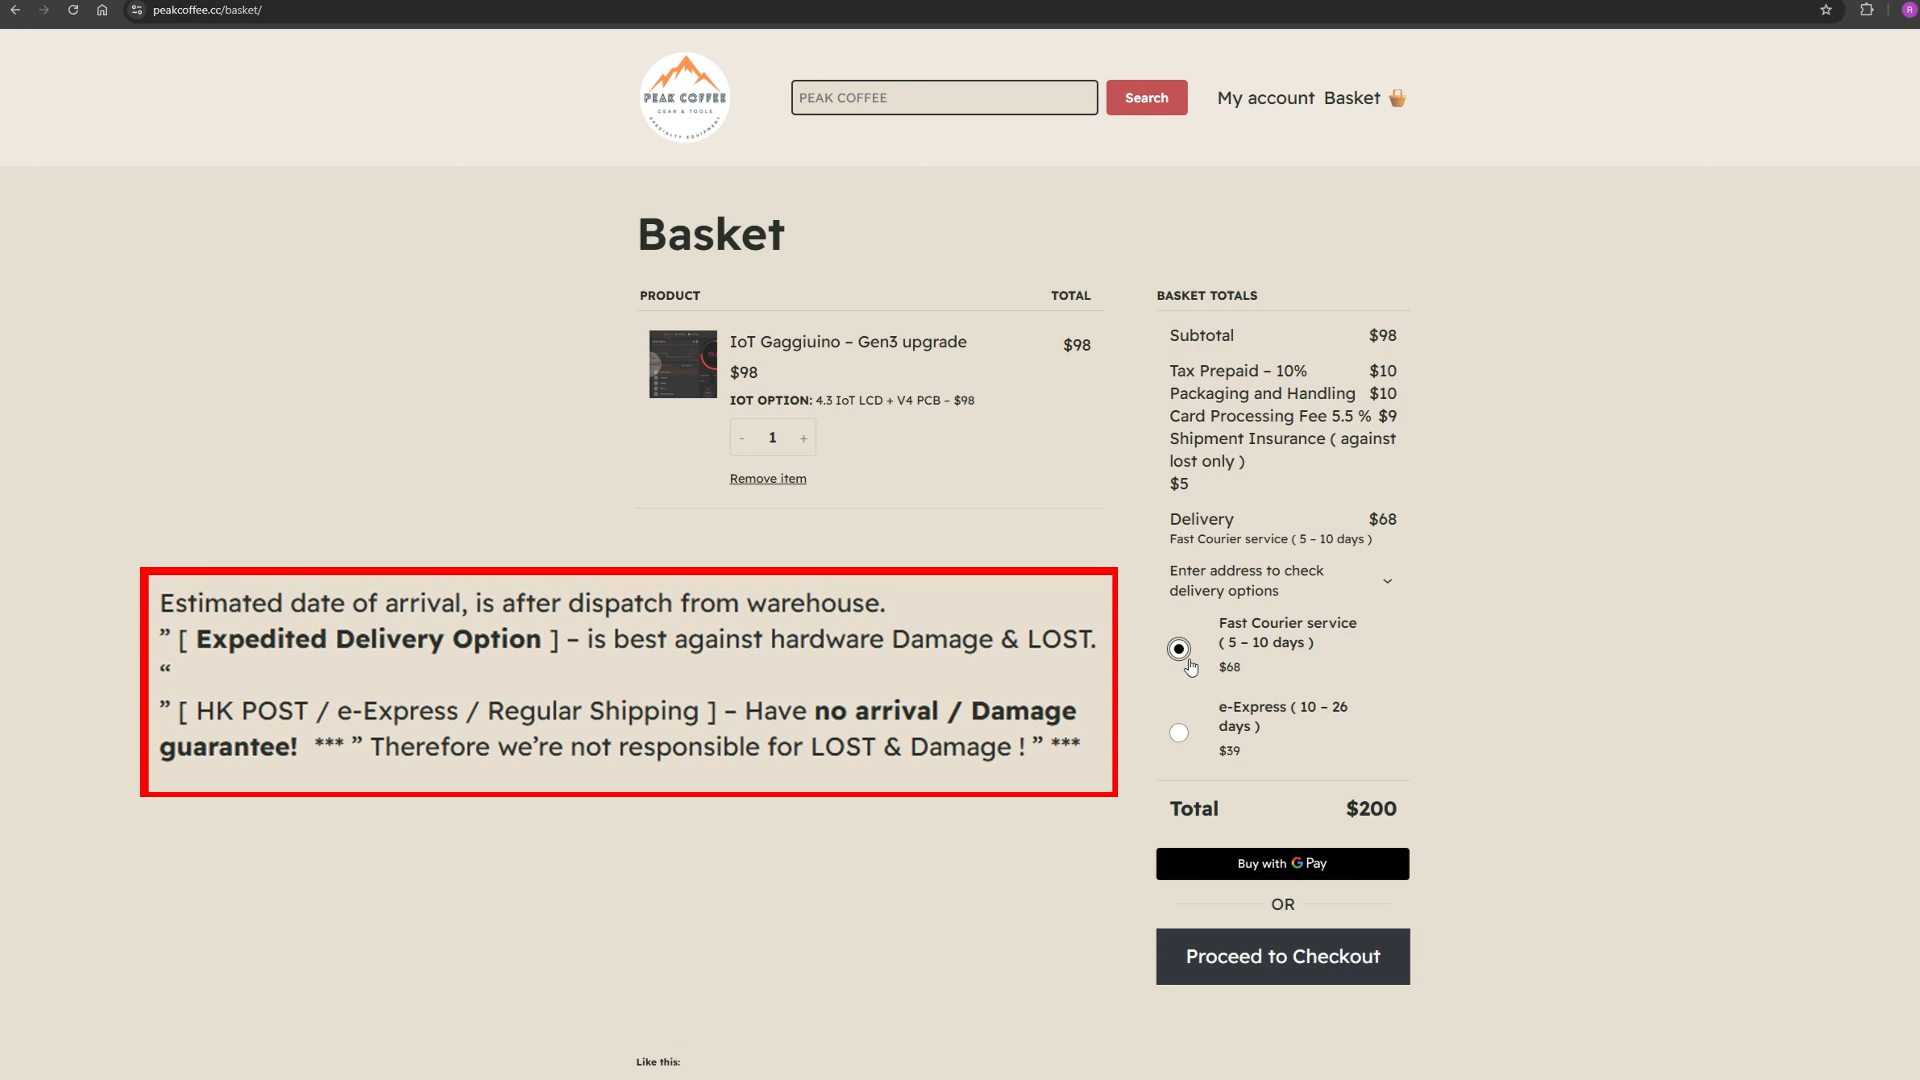 peakcoffee.cc/basket/
R
PEAK COFFEE
GEAR & TOOLS
SPECIALTY EQUIPMENT
PEAK COFFEE
Search
My account
Basket
Basket
PRODUCT
TOTAL
IoT Gaggiuino – Gen3 upgrade
$98
$98
IOT OPTION: 4.3 IoT LCD + V4 PCB – $98
- 1 +
Remove item
Estimated date of arrival, is after dispatch from warehouse.
” [ Expedited Delivery Option ] – is best against hardware Damage & LOST.
“
” [ HK POST / e-Express / Regular Shipping ] – Have no arrival / Damage
guarantee! *** ” Therefore we’re not responsible for LOST & Damage ! ” ***
BASKET TOTALS
Subtotal $98
Tax Prepaid – 10% $10
Packaging and Handling $10
Card Processing Fee 5.5 % $9
Shipment Insurance ( against
lost only )
$5
Delivery $68
Fast Courier service ( 5 – 10 days )
Enter address to check
delivery options
Fast Courier service
( 5 – 10 days )
$68
e-Express ( 10 – 26
days )
$39
Total $200
Buy with G Pay
OR
Proceed to Checkout
Like this: